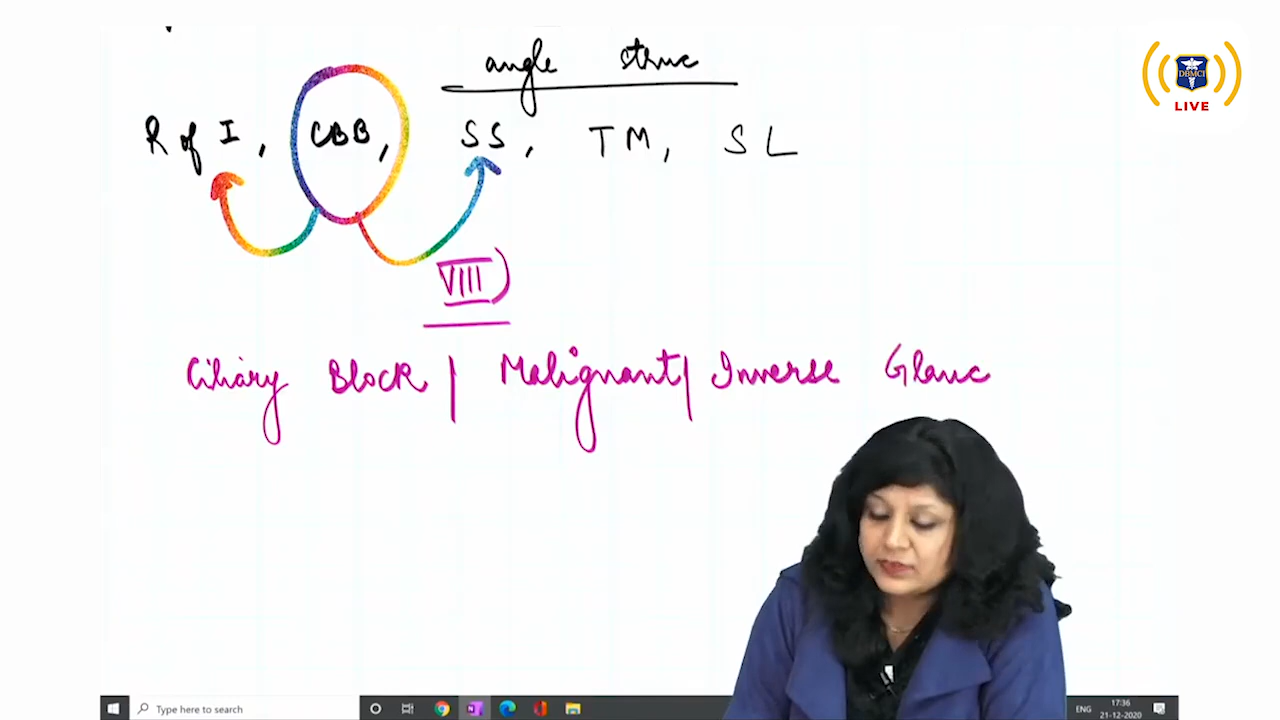 angle struc
R of I, CBB, SS, TM, SL
VIII)
Ciliary Block | Malignant | Inverse Glauc
DBMCI
LIVE
Type here to search
ENG
17:36
21-12-2020